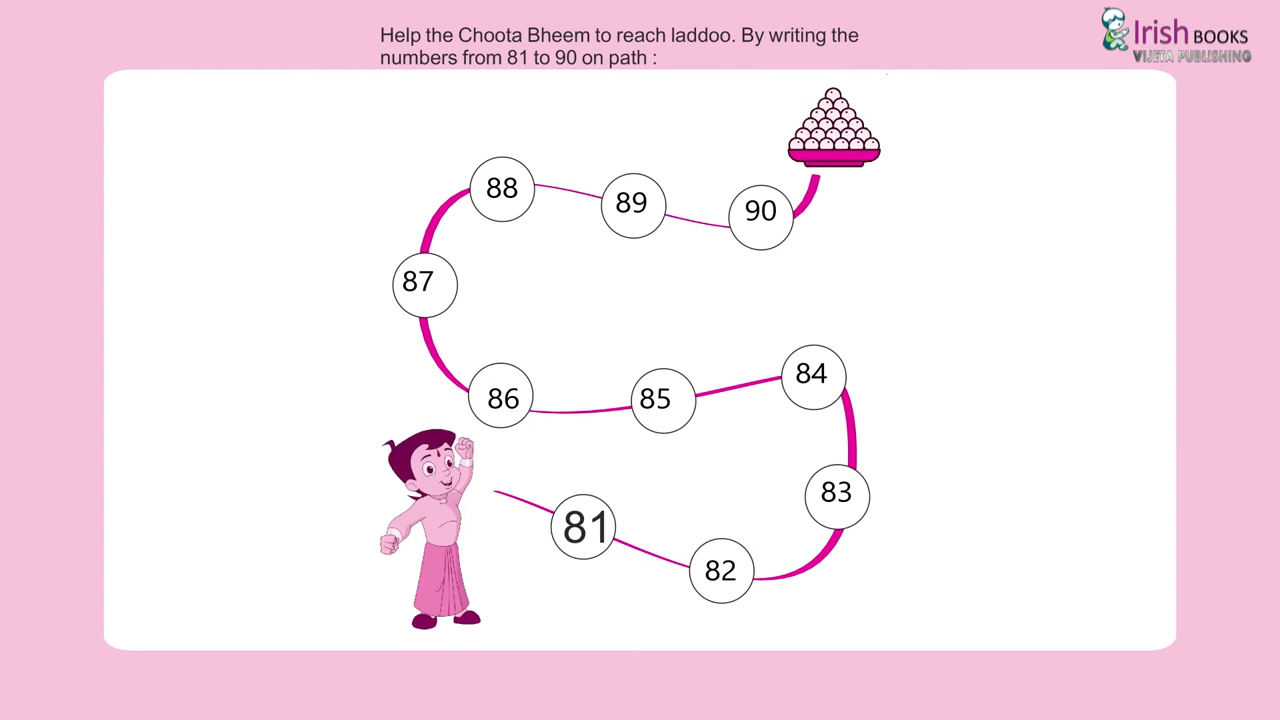 Help the Choota Bheem to reach laddoo. By writing the
numbers from 81 to 90 on path :
Irish BOOKS
VIJETA PUBLISHING
88
89
90
87
86
85
84
83
81
82